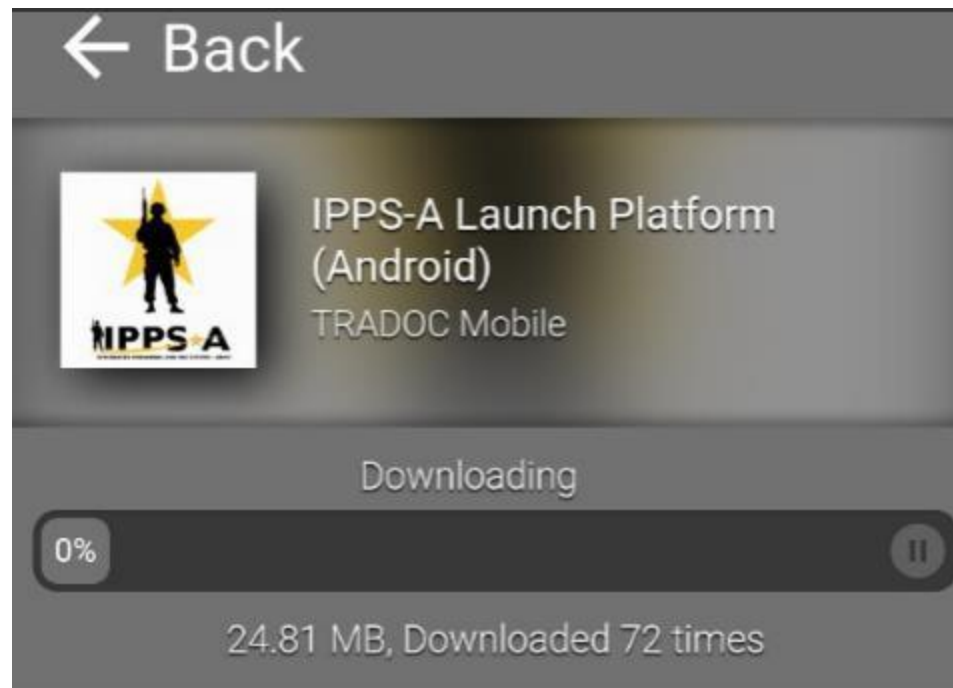 ← Back
IPPS-A Launch Platform
(Android)
TRADOC Mobile
IPPS-A
Downloading
0%
24.81 MB, Downloaded 72 times